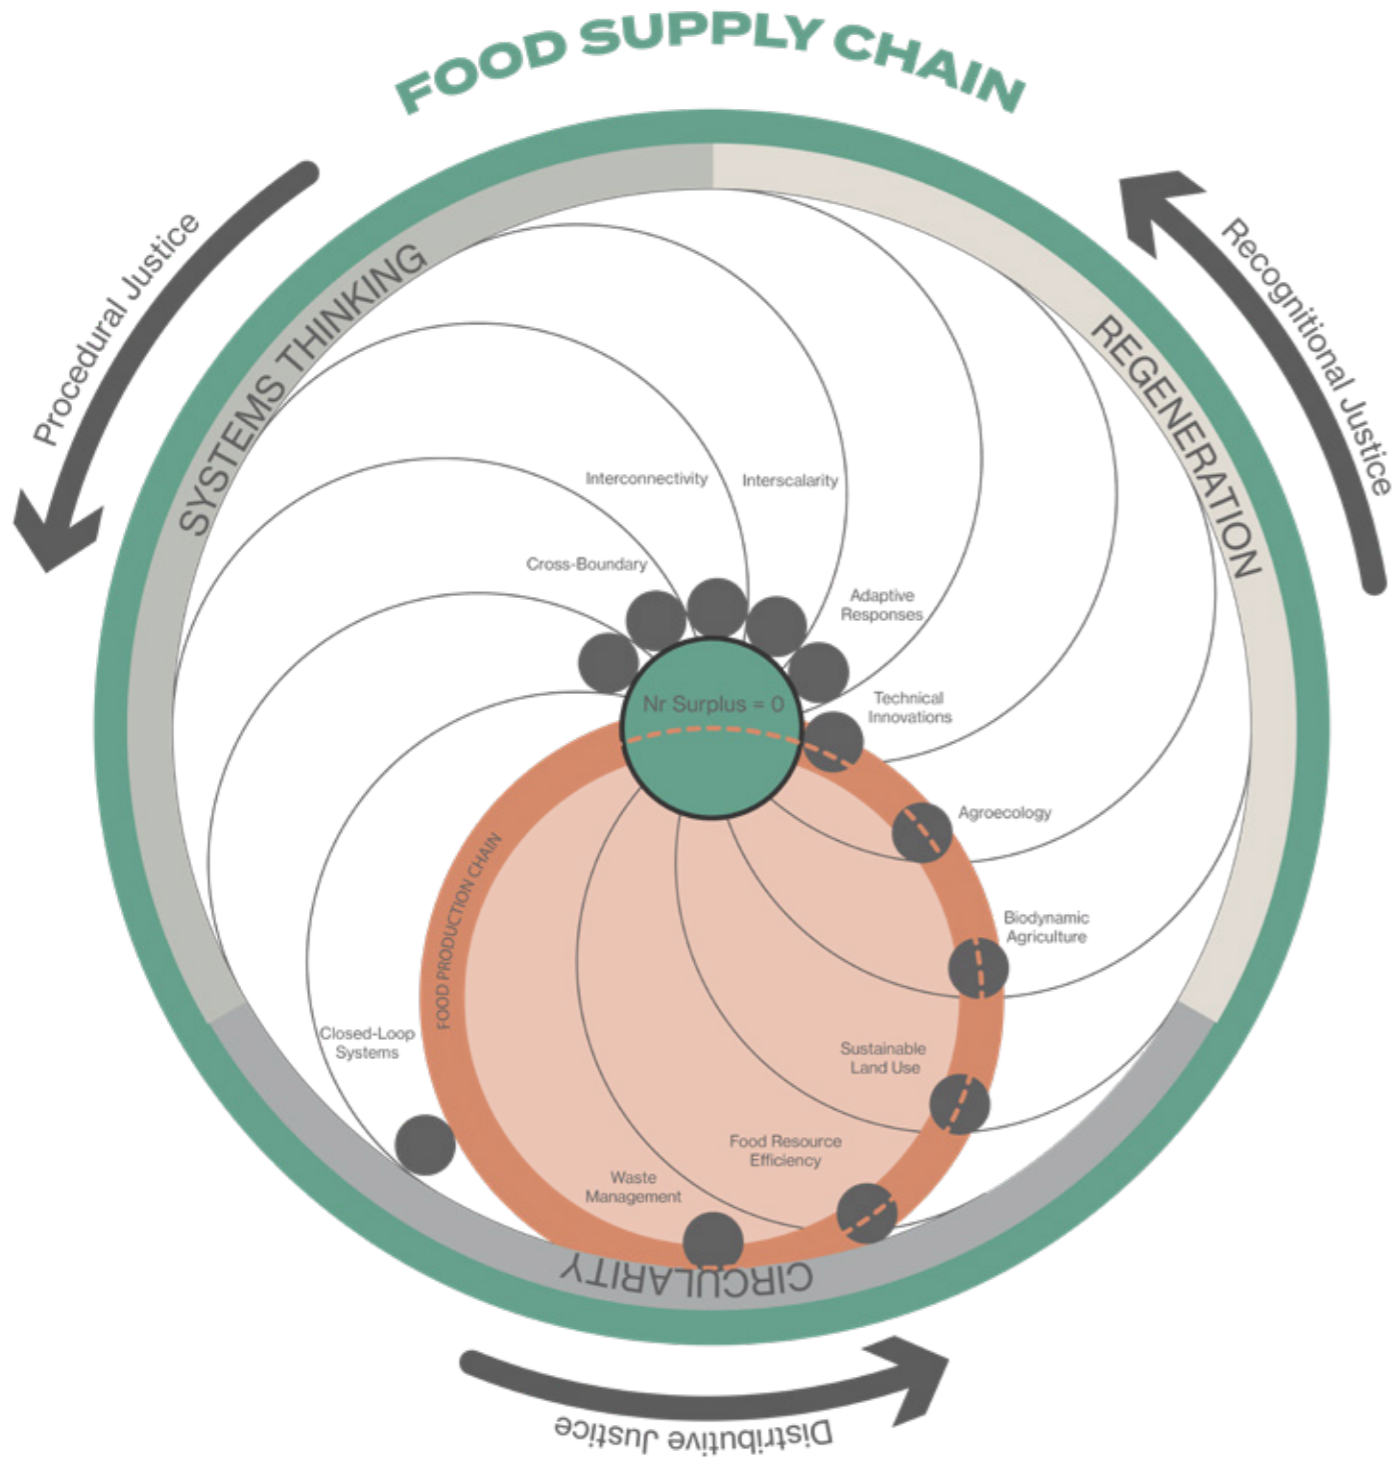 FOOD SUPPLY CHAIN
Procedural Justice
Recognitional Justice
SYSTEMS THINKING
REGENERATION
Interconnectivity
Interscalarity
Cross-Boundary
Adaptive
Responses
Nr Surplus = 0
Technical
Innovations
Agroecology
FOOD PRODUCTION CHAIN
Biodynamic
Agriculture
Closed-Loop
Systems
Sustainable
Land Use
Food Resource
Efficiency
Waste
Management
CIRCULARITY
Distributive Justice